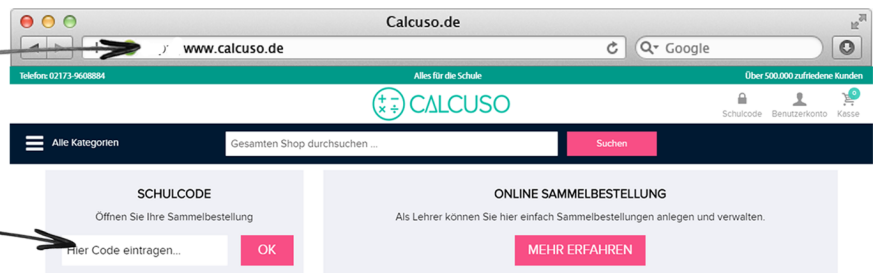 Calcuso.de
www.calcuso.de
Google
Telefon: 02173-9608884
Alles für die Schule
Über 500.000 zufriedene Kunden
CALCUSO
0
Schulcode
Benutzerkonto
Kasse
Alle Kategorien
Gesamten Shop durchsuchen ...
Suchen
SCHULCODE
ONLINE SAMMELBESTELLUNG
Öffnen Sie Ihre Sammelbestellung
Als Lehrer können Sie hier einfach Sammelbestellungen anlegen und verwalten.
Hier Code eintragen...
OK
MEHR ERFAHREN